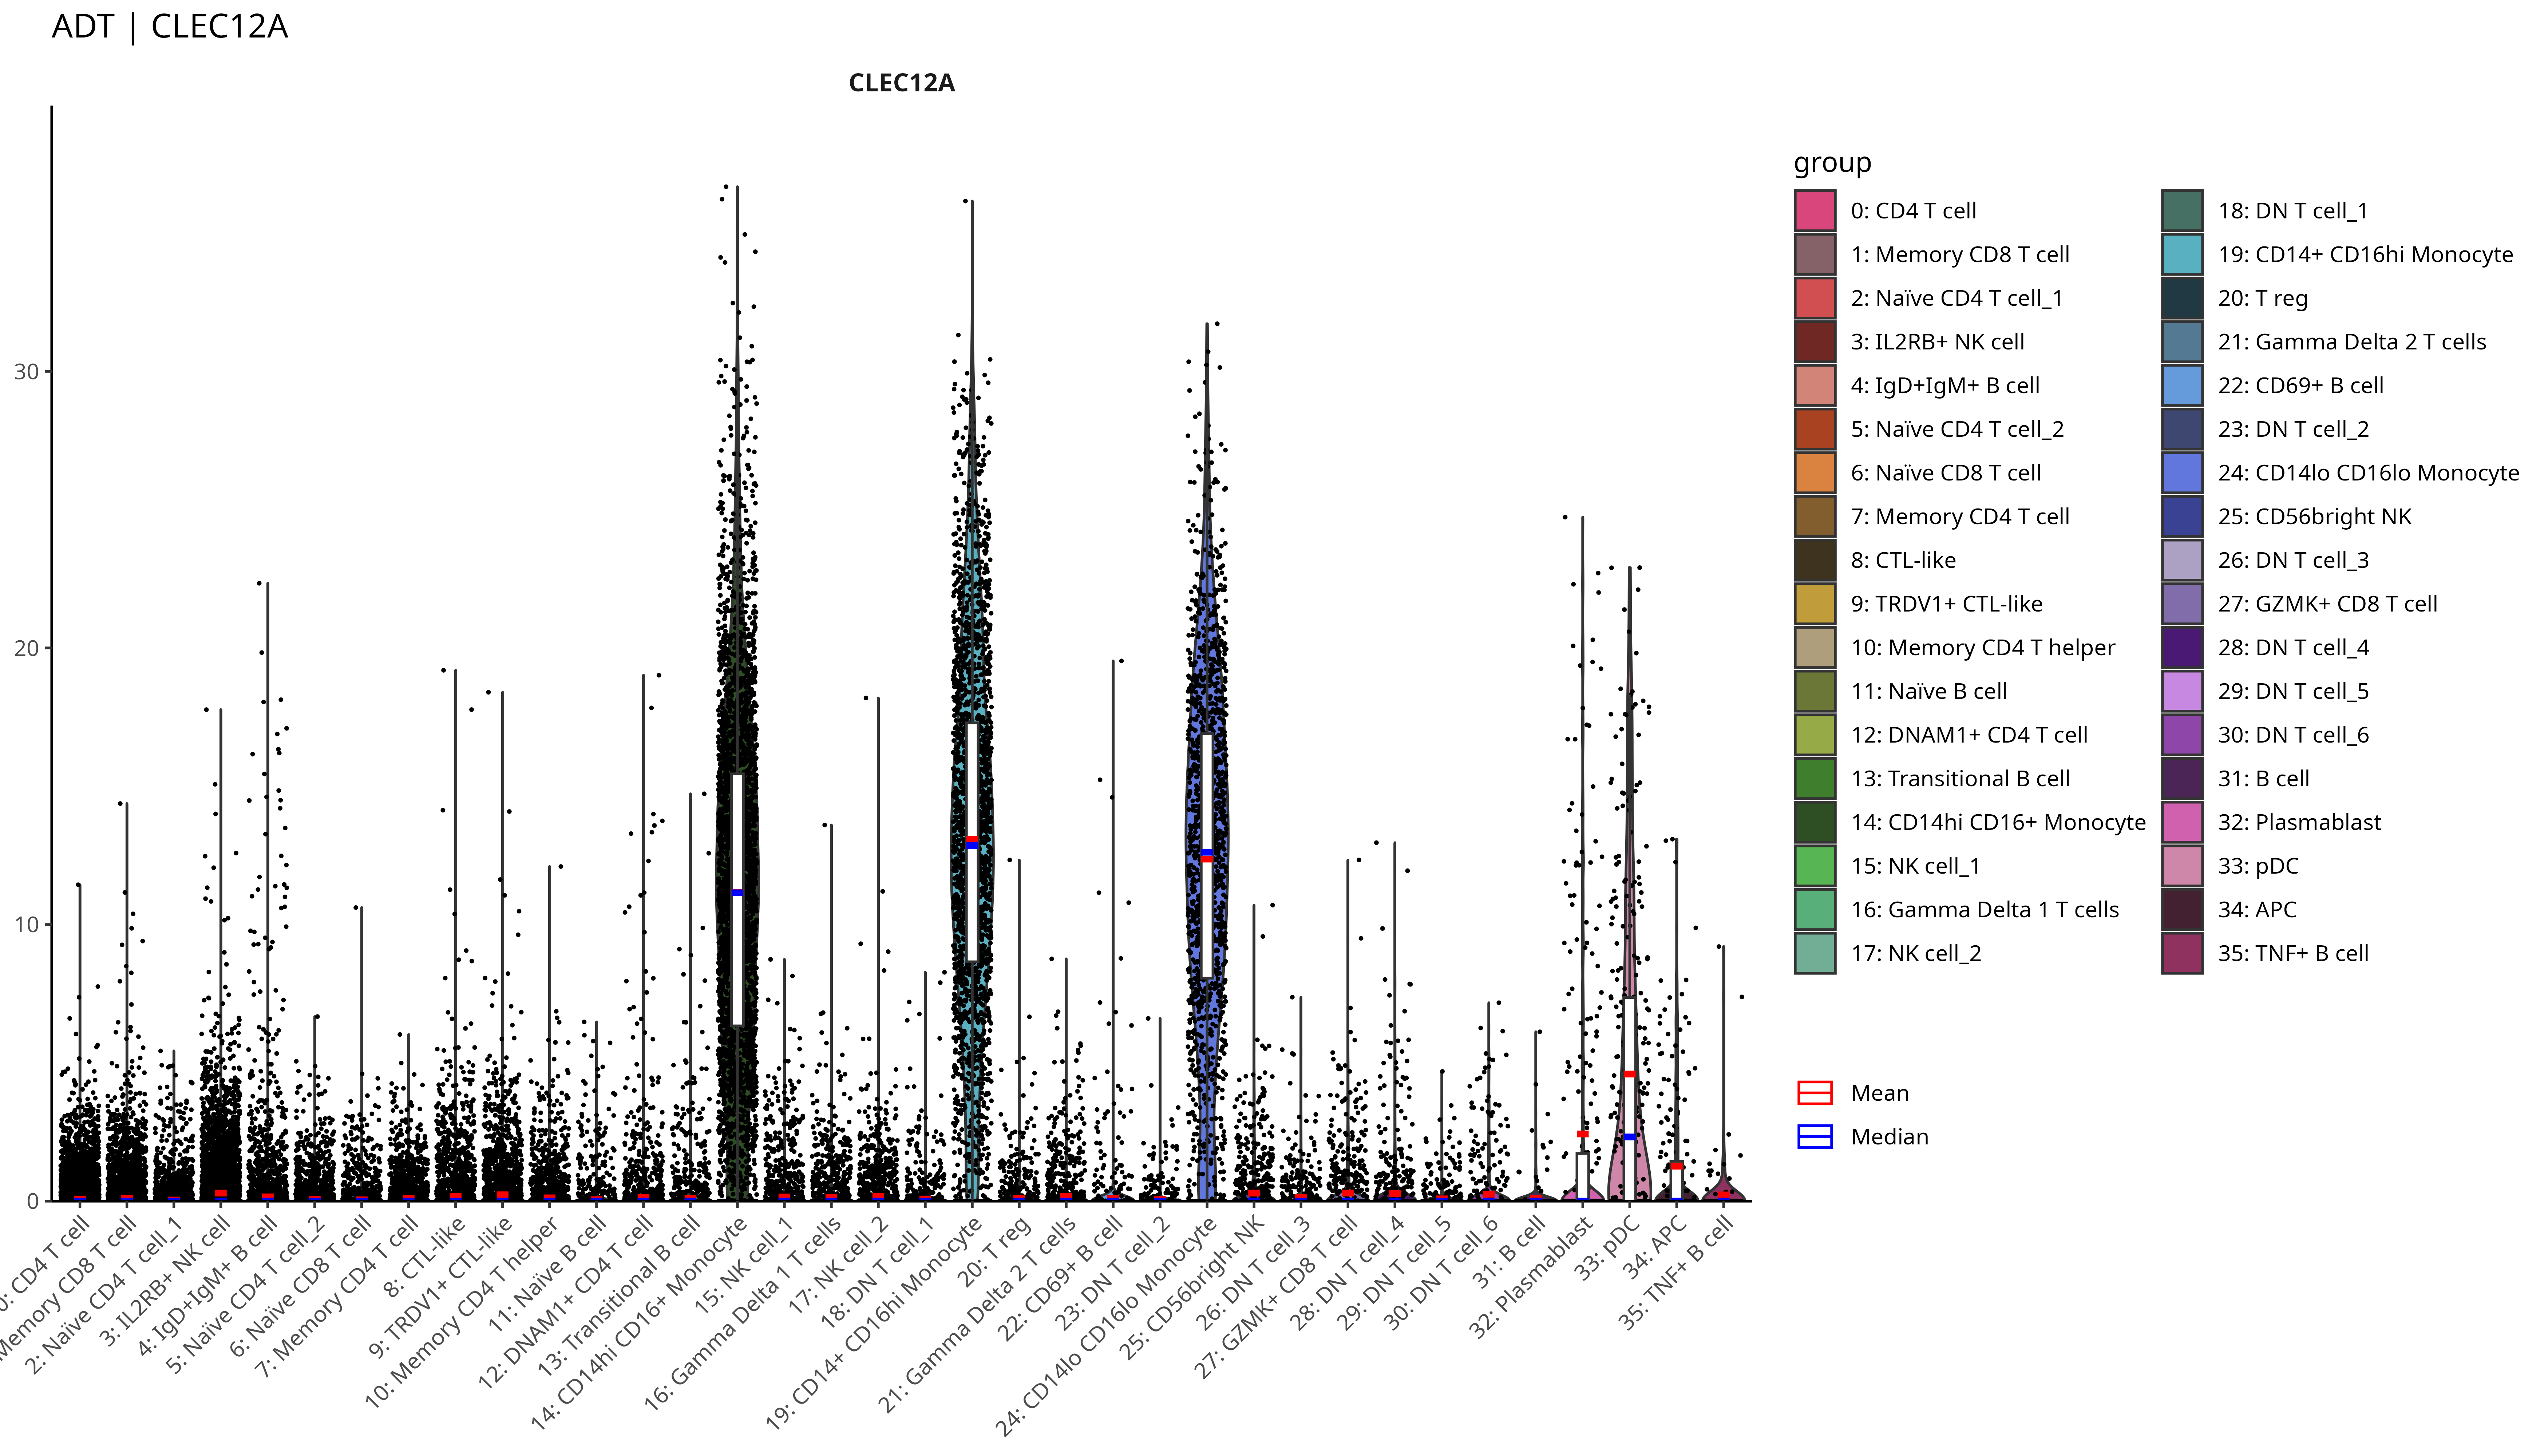 ADT | CLEC12A
CLEC12A
30
20
10
0
0: CD4 T cell
Memory CD8 T cell
2: Naïve CD4 T cell_1
3: IL2RB+ NK cell
4: IgD+IgM+ B cell
5: Naïve CD4 T cell_2
6: Naïve CD8 T cell
7: Memory CD4 T cell
8: CTL-like
9: TRDV1+ CTL-like
10: Memory CD4 T helper
11: Naïve B cell
12: DNAM1+ CD4 T cell
13: Transitional B cell
14: CD14hi CD16+ Monocyte
15: NK cell_1
16: Gamma Delta 1 T cells
17: NK cell_2
18: DN T cell_1
19: CD14+ CD16hi Monocyte
20: T reg
21: Gamma Delta 2 T cells
22: CD69+ B cell
23: DN T cell_2
24: CD14lo CD16lo Monocyte
25: CD56bright NK
26: DN T cell_3
27: GZMK+ CD8 T cell
28: DN T cell_4
29: DN T cell_5
30: DN T cell_6
31: B cell
32: Plasmablast
33: pDC
34: APC
35: TNF+ B cell
group
0: CD4 T cell
1: Memory CD8 T cell
2: Naïve CD4 T cell_1
3: IL2RB+ NK cell
4: IgD+IgM+ B cell
5: Naïve CD4 T cell_2
6: Naïve CD8 T cell
7: Memory CD4 T cell
8: CTL-like
9: TRDV1+ CTL-like
10: Memory CD4 T helper
11: Naïve B cell
12: DNAM1+ CD4 T cell
13: Transitional B cell
14: CD14hi CD16+ Monocyte
15: NK cell_1
16: Gamma Delta 1 T cells
17: NK cell_2
18: DN T cell_1
19: CD14+ CD16hi Monocyte
20: T reg
21: Gamma Delta 2 T cells
22: CD69+ B cell
23: DN T cell_2
24: CD14lo CD16lo Monocyte
25: CD56bright NK
26: DN T cell_3
27: GZMK+ CD8 T cell
28: DN T cell_4
29: DN T cell_5
30: DN T cell_6
31: B cell
32: Plasmablast
33: pDC
34: APC
35: TNF+ B cell
Mean
Median